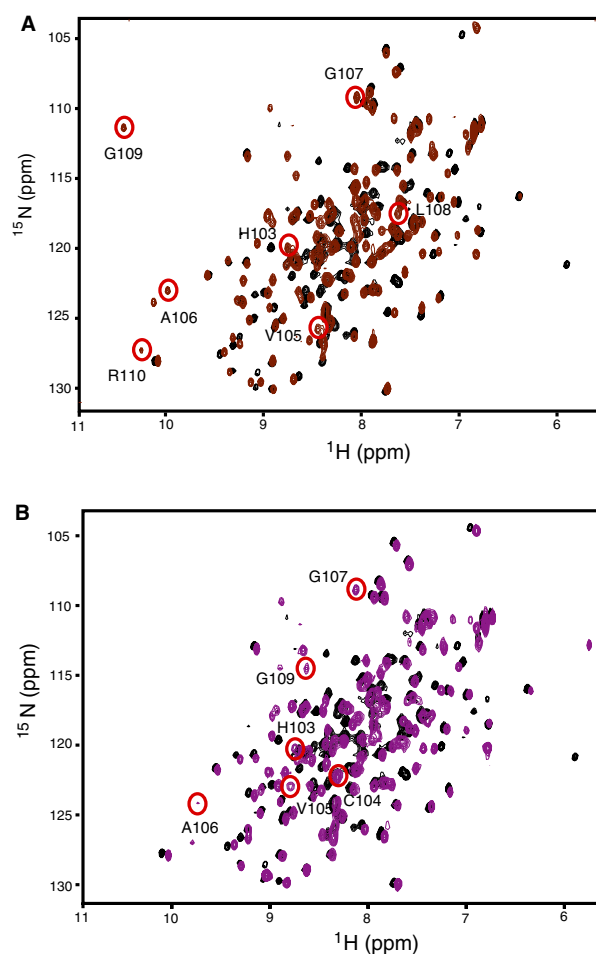 A
105
110
115
120
125
130
¹⁵N (ppm)
G107
G109
L108
H103
A106
V105
R110
11
10
9
8
7
6
¹H (ppm)
B
105
110
115
120
125
130
¹⁵N (ppm)
G107
G109
H103
C104
V105
A106
11
10
9
8
7
6
¹H (ppm)